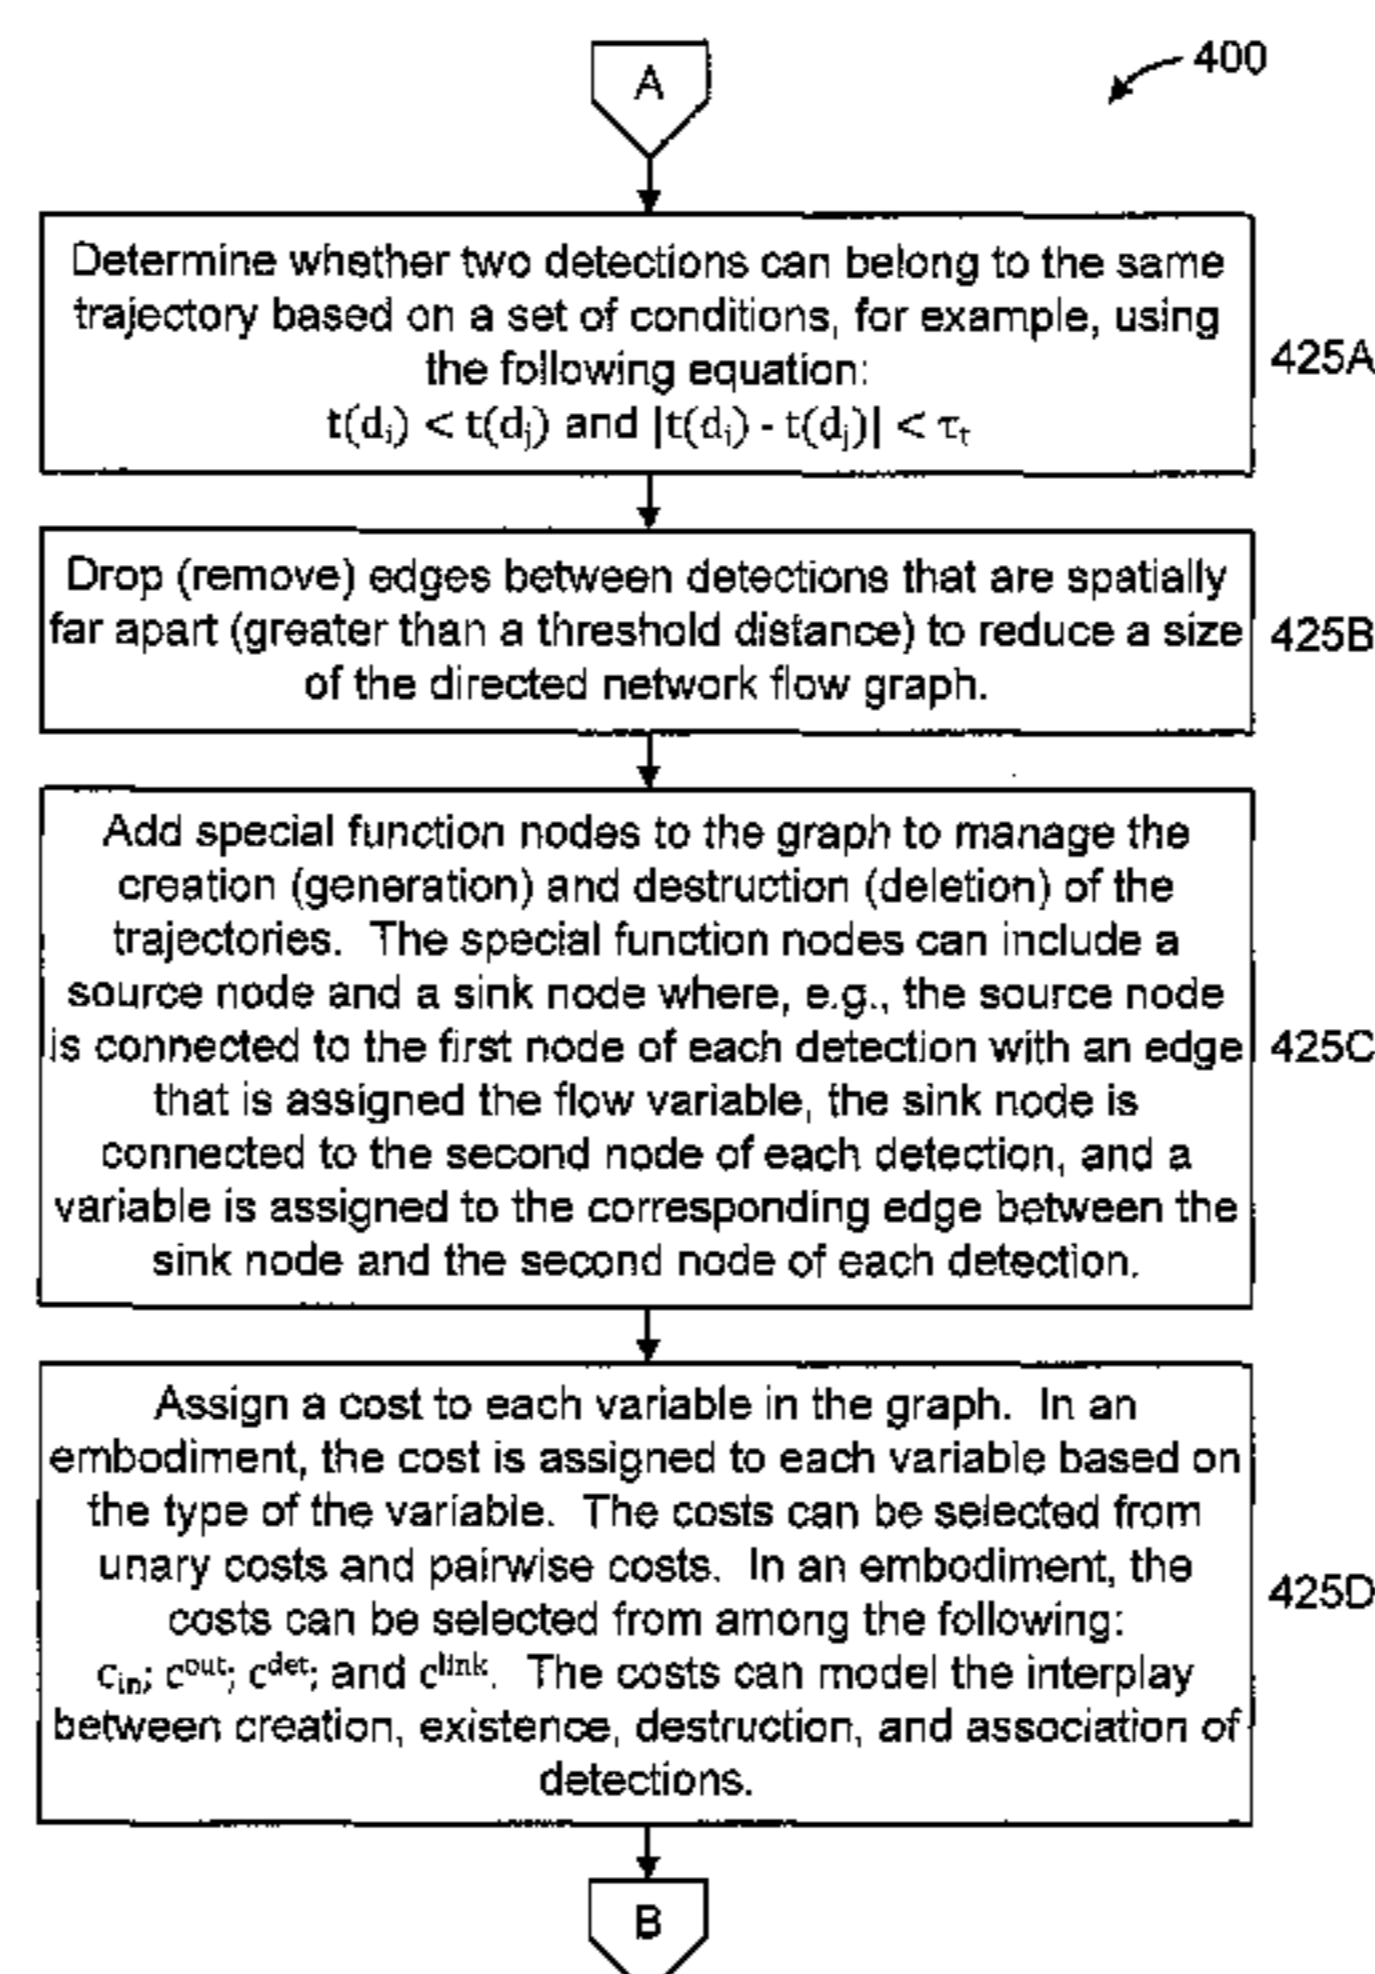 A
400
Determine whether two detections can belong to the same
trajectory based on a set of conditions, for example, using
the following equation:
t(dᵢ) < t(dⱼ) and |t(dᵢ) - t(dⱼ)| < τₜ
425A
Drop (remove) edges between detections that are spatially
far apart (greater than a threshold distance) to reduce a size
of the directed network flow graph.
425B
Add special function nodes to the graph to manage the
creation (generation) and destruction (deletion) of the
trajectories. The special function nodes can include a
source node and a sink node where, e.g., the source node
is connected to the first node of each detection with an edge
that is assigned the flow variable, the sink node is
connected to the second node of each detection, and a
variable is assigned to the corresponding edge between the
sink node and the second node of each detection.
425C
Assign a cost to each variable in the graph. In an
embodiment, the cost is assigned to each variable based on
the type of the variable. The costs can be selected from
unary costs and pairwise costs. In an embodiment, the
costs can be selected from among the following:
cᵢₙ; cᵒᵘᵗ; cᵈᵉᵗ; and cˡⁱⁿᵏ. The costs can model the interplay
between creation, existence, destruction, and association of
detections.
425D
B